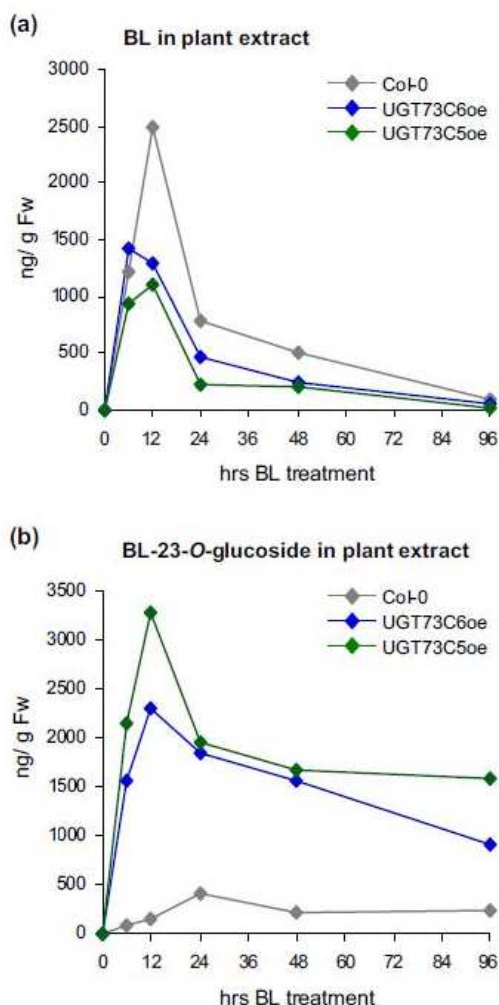 (a)
BL in plant extract
3000
2500
2000
1500
1000
500
0
ng/ g Fw
Col-0
UGT73C6oe
UGT73C5oe
0 12 24 36 48 60 72 84 96
hrs BL treatment
(b)
BL-23-O-glucoside in plant extract
3500
3000
2500
2000
1500
1000
500
0
ng/ g Fw
Col-0
UGT73C6oe
UGT73C5oe
0 12 24 36 48 60 72 84 96
hrs BL treatment